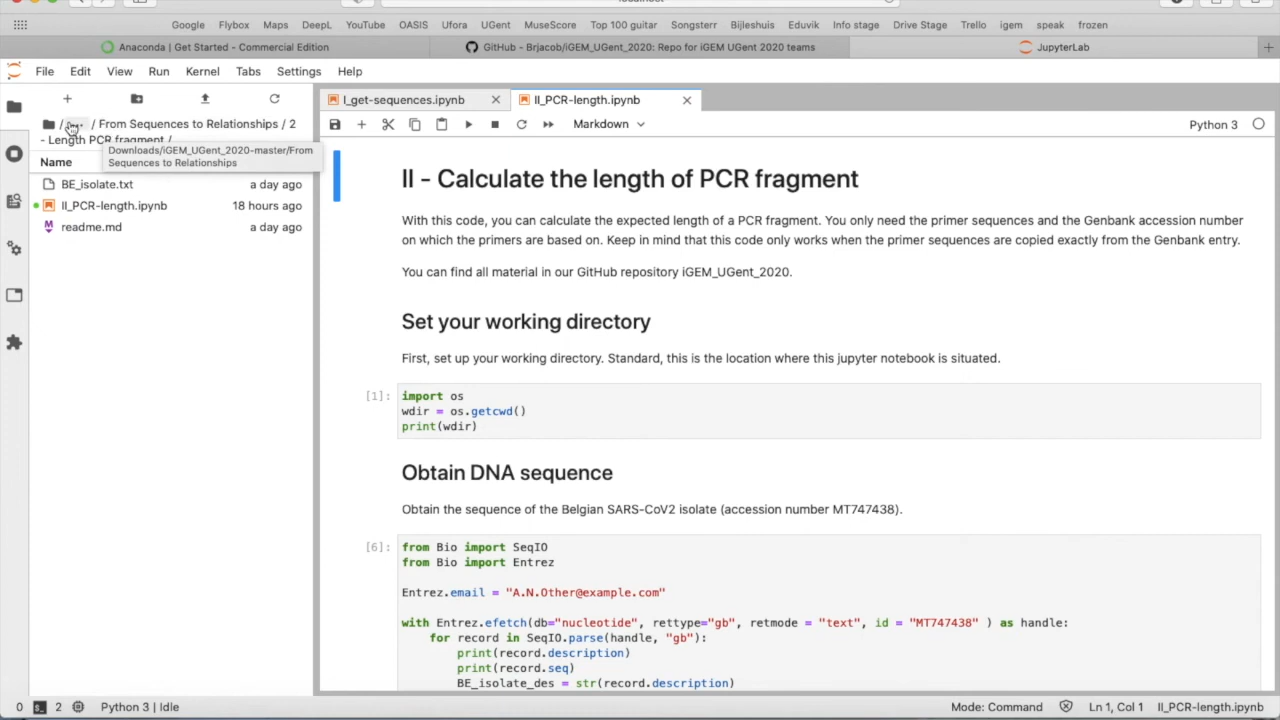 Google Flybox Maps DeepL YouTube OASIS Ufora UGent MuseScore Top 100 guitar Songsterr Bijleshuis Eduvik Info stage Drive Stage Trello igem speak frozen
Anaconda | Get Started - Commercial Edition GitHub - Brjacob/iGEM_UGent_2020: Repo for iGEM UGent 2020 teams JupyterLab
File Edit View Run Kernel Tabs Settings Help
I_get-sequences.ipynb II_PCR-length.ipynb
/ / From Sequences to Relationships / 2
- Length PCR fragment /
Downloads/iGEM_UGent_2020-master/From
Sequences to Relationships
Name
BE_isolate.txt a day ago
II_PCR-length.ipynb 18 hours ago
readme.md a day ago
Markdown Python 3
II - Calculate the length of PCR fragment
With this code, you can calculate the expected length of a PCR fragment. You only need the primer sequences and the Genbank accession number
on which the primers are based on. Keep in mind that this code only works when the primer sequences are copied exactly from the Genbank entry.
You can find all material in our GitHub repository iGEM_UGent_2020.
Set your working directory
First, set up your working directory. Standard, this is the location where this jupyter notebook is situated.
[1]: import os
wdir = os.getcwd()
print(wdir)
Obtain DNA sequence
Obtain the sequence of the Belgian SARS-CoV2 isolate (accession number MT747438).
[6]: from Bio import SeqIO
from Bio import Entrez
Entrez.email = "A.N.Other@example.com"
with Entrez.efetch(db="nucleotide", rettype="gb", retmode = "text", id = "MT747438" ) as handle:
for record in SeqIO.parse(handle, "gb"):
print(record.description)
print(record.seq)
BE_isolate_des = str(record.description)
0 2 Python 3 | Idle Mode: Command Ln 1, Col 1 II_PCR-length.ipynb